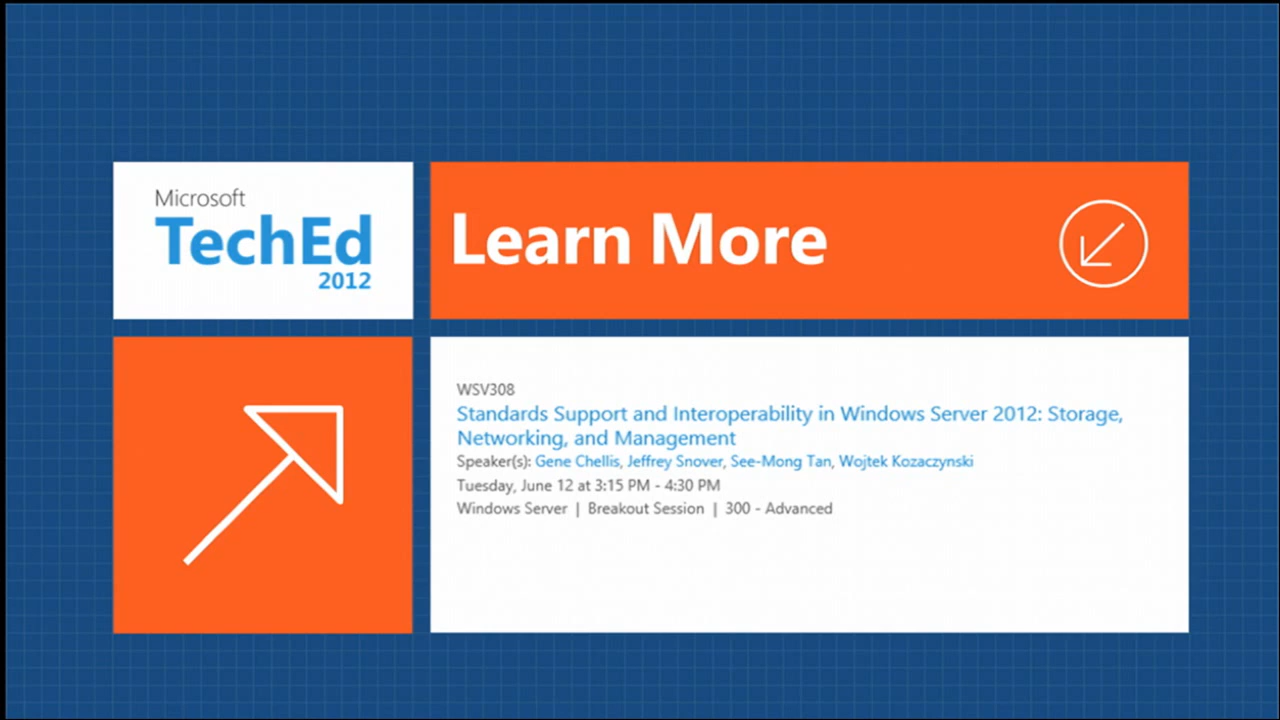 Microsoft
TechEd
2012
Learn More
WSV308
Standards Support and Interoperability in Windows Server 2012: Storage,
Networking, and Management
Speaker(s): Gene Chellis, Jeffrey Snover, See-Mong Tan, Wojtek Kozaczynski
Tuesday, June 12 at 3:15 PM - 4:30 PM
Windows Server | Breakout Session | 300 - Advanced